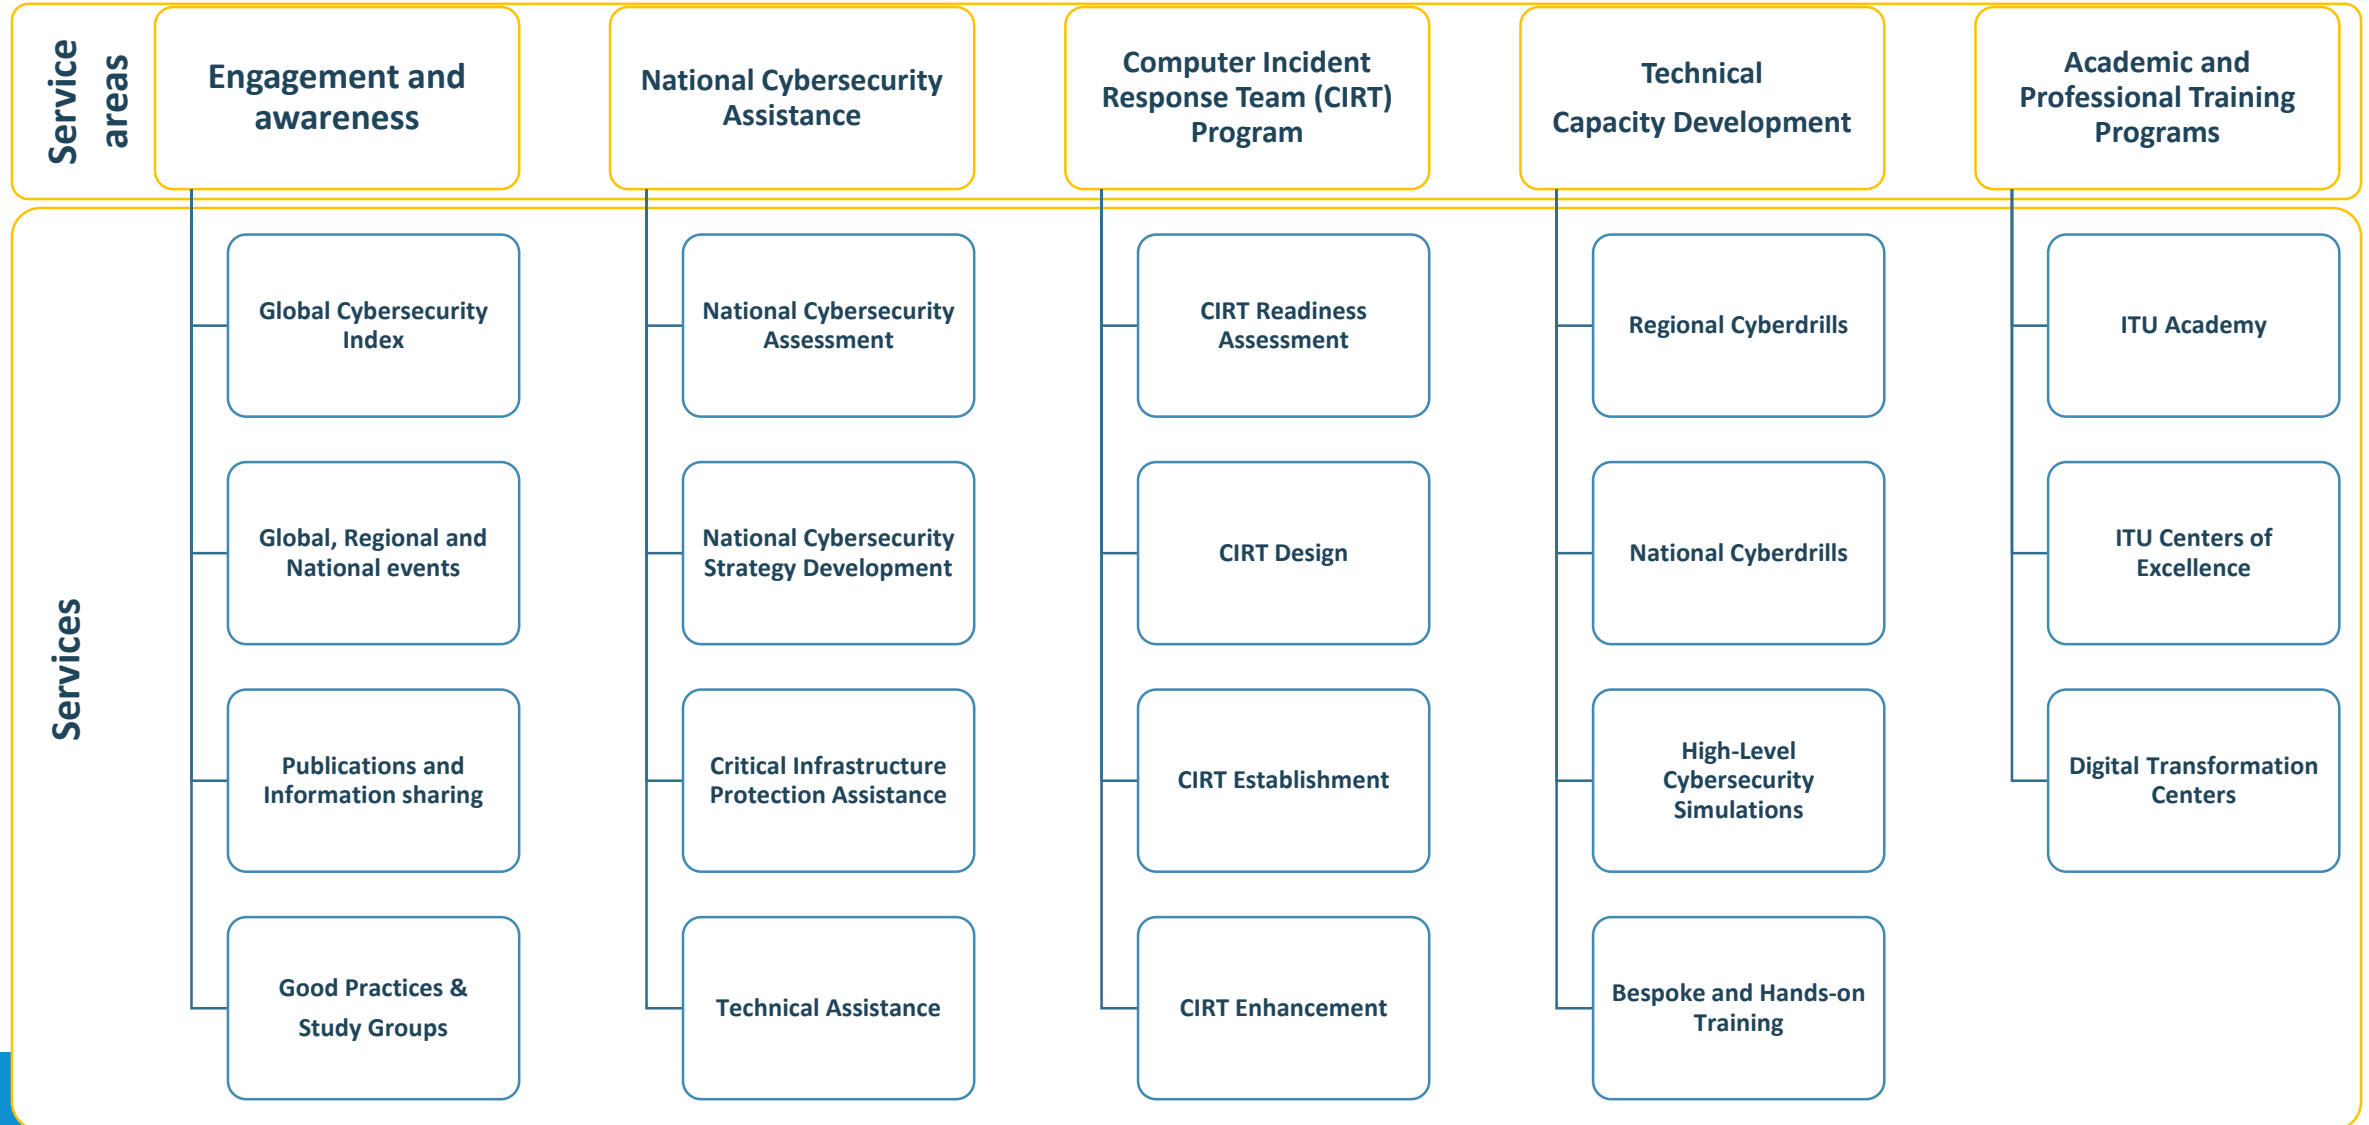 Service
areas
Engagement and
awareness
National Cybersecurity
Assistance
Computer Incident
Response Team (CIRT)
Program
Technical
Capacity Development
Academic and
Professional Training
Programs
Services
Global Cybersecurity
Index
Global, Regional and
National events
Publications and
Information sharing
Good Practices &
Study Groups
National Cybersecurity
Assessment
National Cybersecurity
Strategy Development
Critical Infrastructure
Protection Assistance
Technical Assistance
CIRT Readiness
Assessment
CIRT Design
CIRT Establishment
CIRT Enhancement
Regional Cyberdrills
National Cyberdrills
High-Level
Cybersecurity
Simulations
Bespoke and Hands-on
Training
ITU Academy
ITU Centers of
Excellence
Digital Transformation
Centers